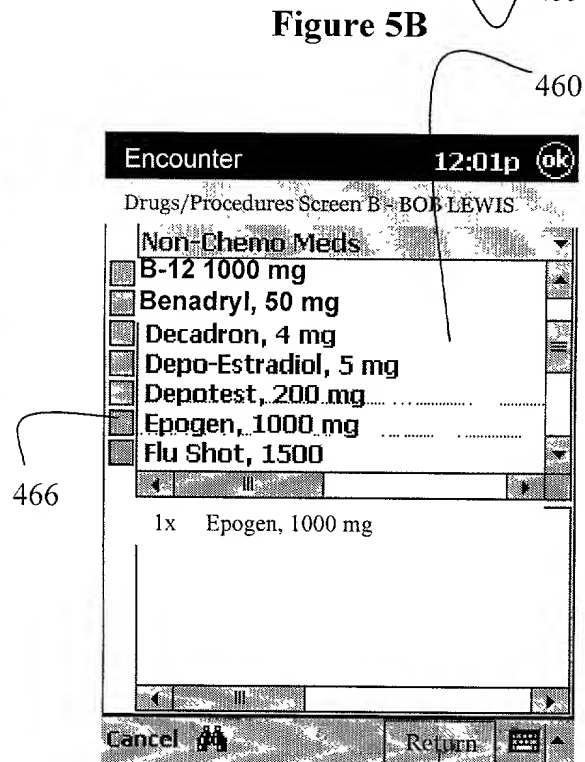 Figure 5B
460
Encounter 12:01p ok
Drugs/Procedures Screen B - BOB LEWIS
Non-Chemo Meds
B-12 1000 mg
Benadryl, 50 mg
Decadron, 4 mg
Depo-Estradiol, 5 mg
Depotest, 200 mg
Epogen, 1000 mg
Flu Shot, 1500
466
1x Epogen, 1000 mg
Cancel Return